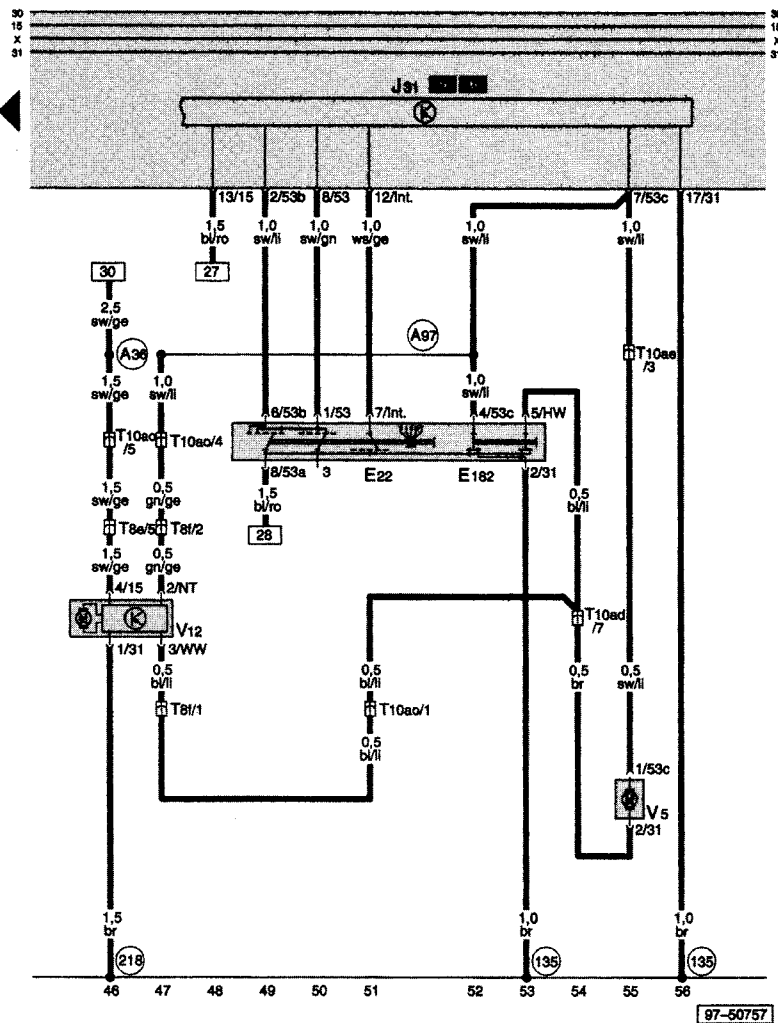 30 30
15 15
X X
31 31
J31
13/15 2/53b 8/53 12/Int. 7/53c 17/31
1,5 1,0 1,0 1,0 1,0 1,0
bl/ro sw/li sw/gn ws/ge sw/li sw/li
30 27
2,5
sw/ge
A97
A36
T10ae
/3
1,5 1,0 1,0
sw/ge sw/li sw/li
6/53b 1/53 7/Int. 4/53c 5/HW
T10ao T10ao/4
/5
8/53a 3 E22 E182 2/31
1,5 0,5 1,5 0,5
sw/ge gn/ge bl/ro bl/li
T8e/5 T8f/2 28
1,5 0,5
sw/ge gn/ge
4/15 2/NT
V12
T10ad
/7
1/31 3/WW
0,5 0,5 0,5 0,5
bl/li bl/li br sw/li
T8f/1 T10ao/1
0,5
bl/li
1/53c
V5
2/31
1,5 1,0 1,0
br br br
218 135 135
46 47 48 49 50 51 52 53 54 55 56
97-50757